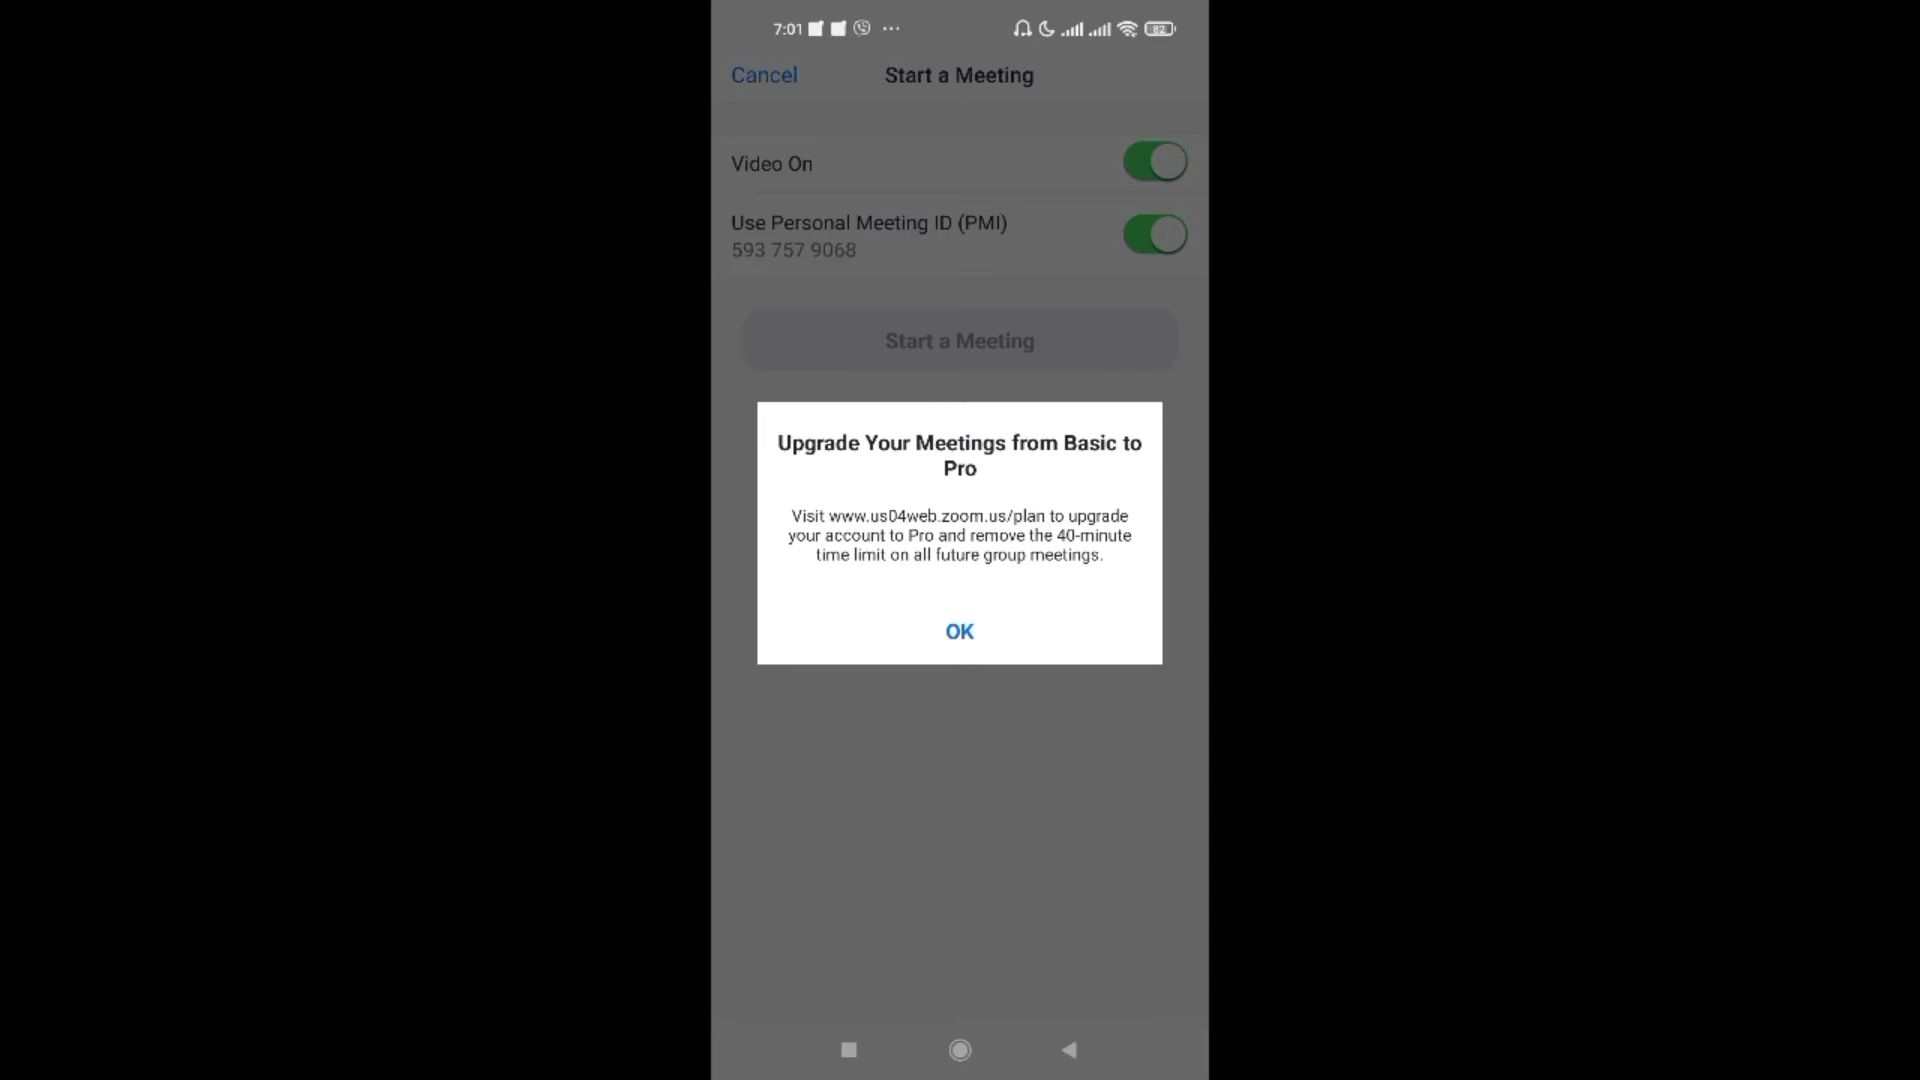 7:01 82
Cancel Start a Meeting
Video On
Use Personal Meeting ID (PMI)
593 757 9068
Start a Meeting
Upgrade Your Meetings from Basic to
Pro
Visit www.us04web.zoom.us/plan to upgrade
your account to Pro and remove the 40-minute
time limit on all future group meetings.
OK